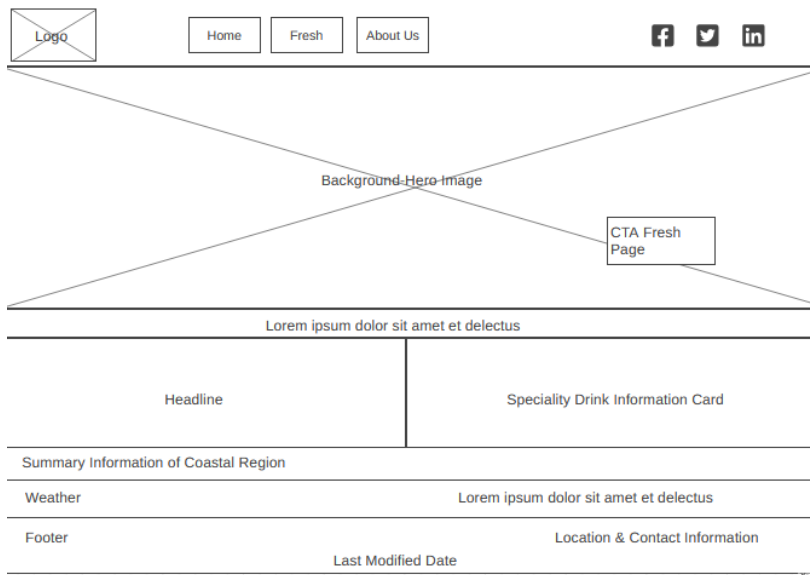 Logo
Home
Fresh
About Us
Background-Hero Image
CTA Fresh
Page
Lorem ipsum dolor sit amet et delectus
Headline
Speciality Drink Information Card
Summary Information of Coastal Region
Weather
Lorem ipsum dolor sit amet et delectus
Footer
Location & Contact Information
Last Modified Date